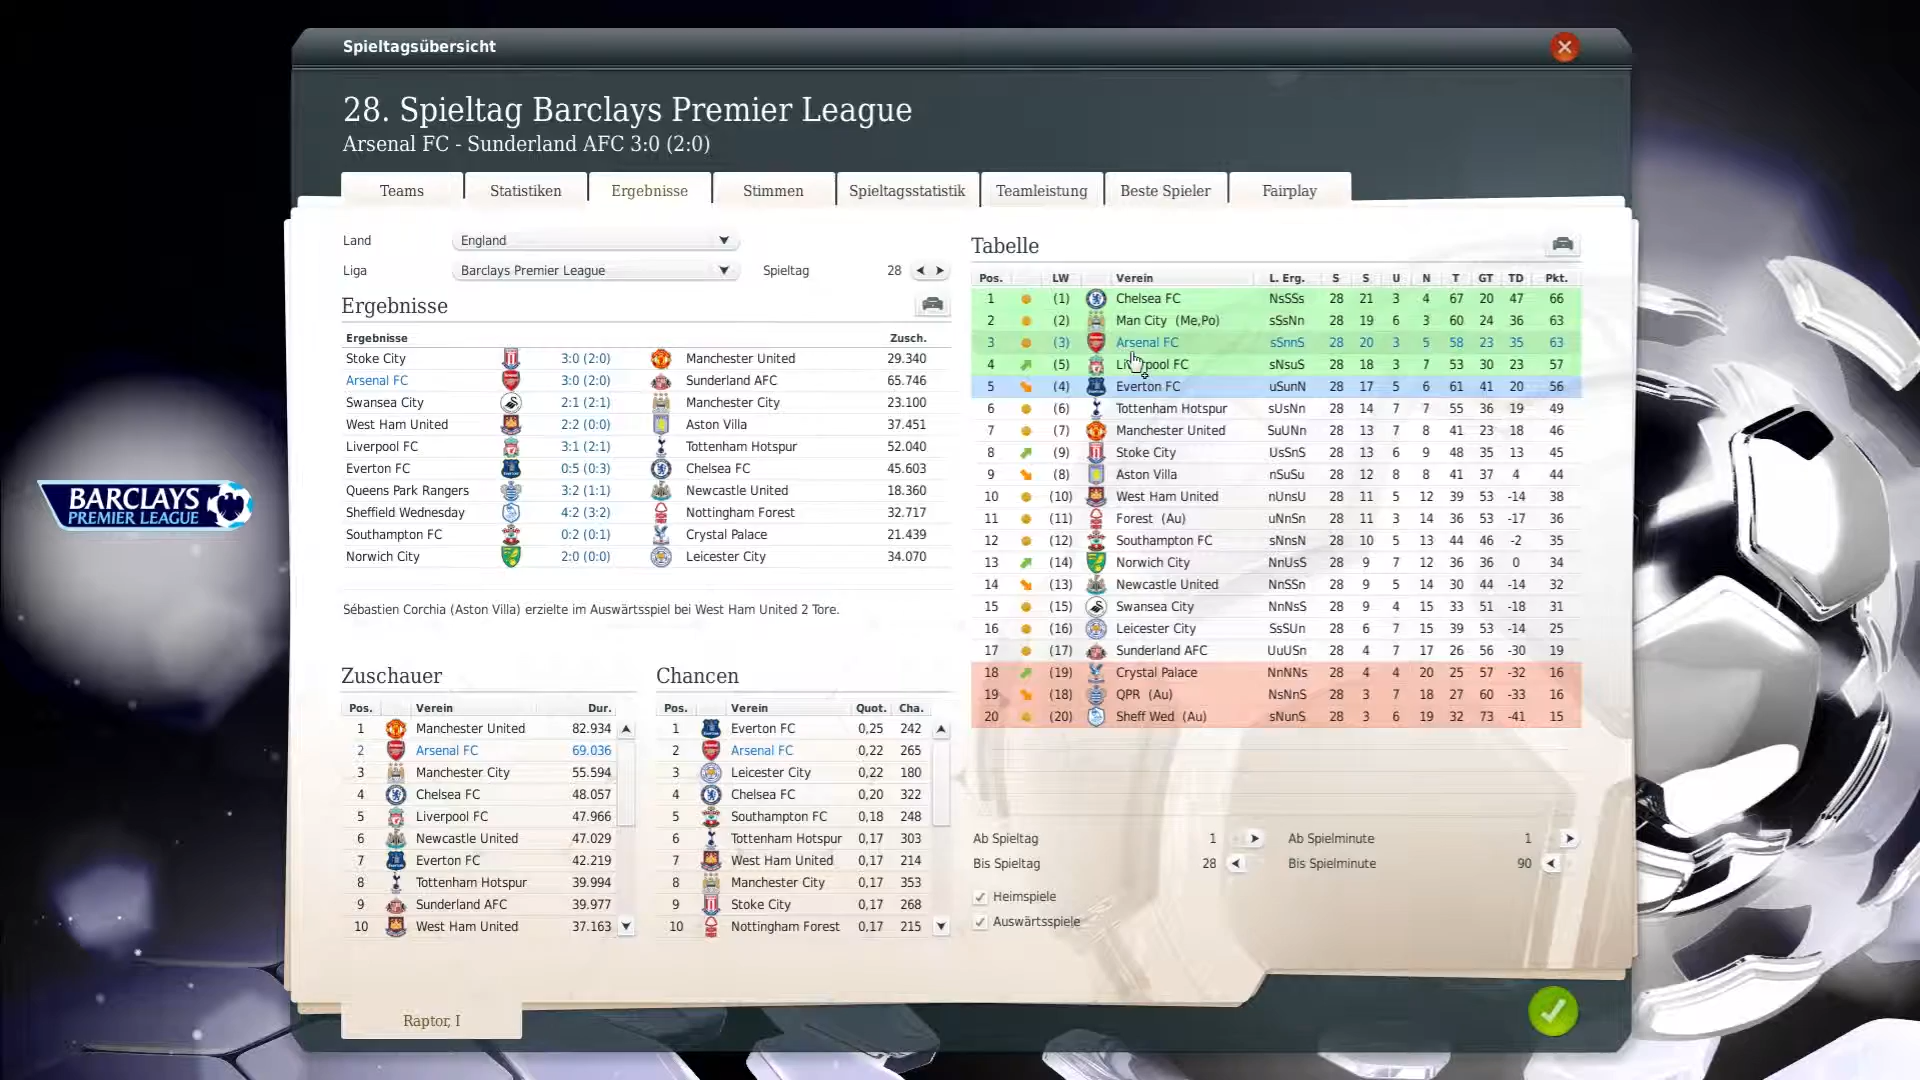 Spieltagsübersicht
28. Spieltag Barclays Premier League
Arsenal FC - Sunderland AFC 3:0 (2:0)
Teams Statistiken Ergebnisse Stimmen Spieltagsstatistik Teamleistung Beste Spieler Fairplay
Land England
Liga Barclays Premier League Spieltag 28
Ergebnisse
Ergebnisse Zusch.
Stoke City 3:0 (2:0) Manchester United 29.340
Arsenal FC 3:0 (2:0) Sunderland AFC 65.746
Swansea City 2:1 (2:1) Manchester City 23.100
West Ham United 2:2 (0:0) Aston Villa 37.451
Liverpool FC 3:1 (2:1) Tottenham Hotspur 52.040
Everton FC 0:5 (0:3) Chelsea FC 45.603
Queens Park Rangers 3:2 (1:1) Newcastle United 18.360
Sheffield Wednesday 4:2 (3:2) Nottingham Forest 32.717
Southampton FC 0:2 (0:1) Crystal Palace 21.439
Norwich City 2:0 (0:0) Leicester City 34.070
Sébastien Corchia (Aston Villa) erzielte im Auswärtsspiel bei West Ham United 2 Tore.
Zuschauer
Pos. Verein Dur.
1 Manchester United 82.934
2 Arsenal FC 69.036
3 Manchester City 55.594
4 Chelsea FC 48.057
5 Liverpool FC 47.966
6 Newcastle United 47.029
7 Everton FC 42.219
8 Tottenham Hotspur 39.994
9 Sunderland AFC 39.977
10 West Ham United 37.163
Chancen
Pos. Verein Quot. Cha.
1 Everton FC 0,25 242
2 Arsenal FC 0,22 265
3 Leicester City 0,22 180
4 Chelsea FC 0,20 322
5 Southampton FC 0,18 248
6 Tottenham Hotspur 0,17 303
7 West Ham United 0,17 214
8 Manchester City 0,17 353
9 Stoke City 0,17 268
10 Nottingham Forest 0,17 215
Tabelle
Pos. LW Verein L. Erg. S S U N T GT TD Pkt.
1 (1) Chelsea FC NsSSs 28 21 3 4 67 20 47 66
2 (2) Man City (Me,Po) sSsNn 28 19 6 3 60 24 36 63
3 (3) Arsenal FC sSnnS 28 20 3 5 58 23 35 63
4 (5) Liverpool FC sNsuS 28 18 3 7 53 30 23 57
5 (4) Everton FC uSunN 28 17 5 6 61 41 20 56
6 (6) Tottenham Hotspur sUsNn 28 14 7 7 55 36 19 49
7 (7) Manchester United SuUNn 28 13 7 8 41 23 18 46
8 (9) Stoke City UsSnS 28 13 6 9 48 35 13 45
9 (8) Aston Villa nSuSu 28 12 8 8 41 37 4 44
10 (10) West Ham United nUnsU 28 11 5 12 39 53 -14 38
11 (11) Forest (Au) uNnSn 28 11 3 14 36 53 -17 36
12 (12) Southampton FC sNnsN 28 10 5 13 44 46 -2 35
13 (14) Norwich City NnUsS 28 9 7 12 36 36 0 34
14 (13) Newcastle United NnSSn 28 9 5 14 30 44 -14 32
15 (15) Swansea City NnNsS 28 9 4 15 33 51 -18 31
16 (16) Leicester City SsSUn 28 6 7 15 39 53 -14 25
17 (17) Sunderland AFC UuUSn 28 4 7 17 26 56 -30 19
18 (19) Crystal Palace NnNNs 28 4 4 20 25 57 -32 16
19 (18) QPR (Au) NsNnS 28 3 7 18 27 60 -33 16
20 (20) Sheff Wed (Au) sNunS 28 3 6 19 32 73 -41 15
Ab Spieltag 1 Ab Spielminute 1
Bis Spieltag 28 Bis Spielminute 90
Heimspiele
Auswärtsspiele
Raptor, I
BARCLAYS
PREMIER LEAGUE